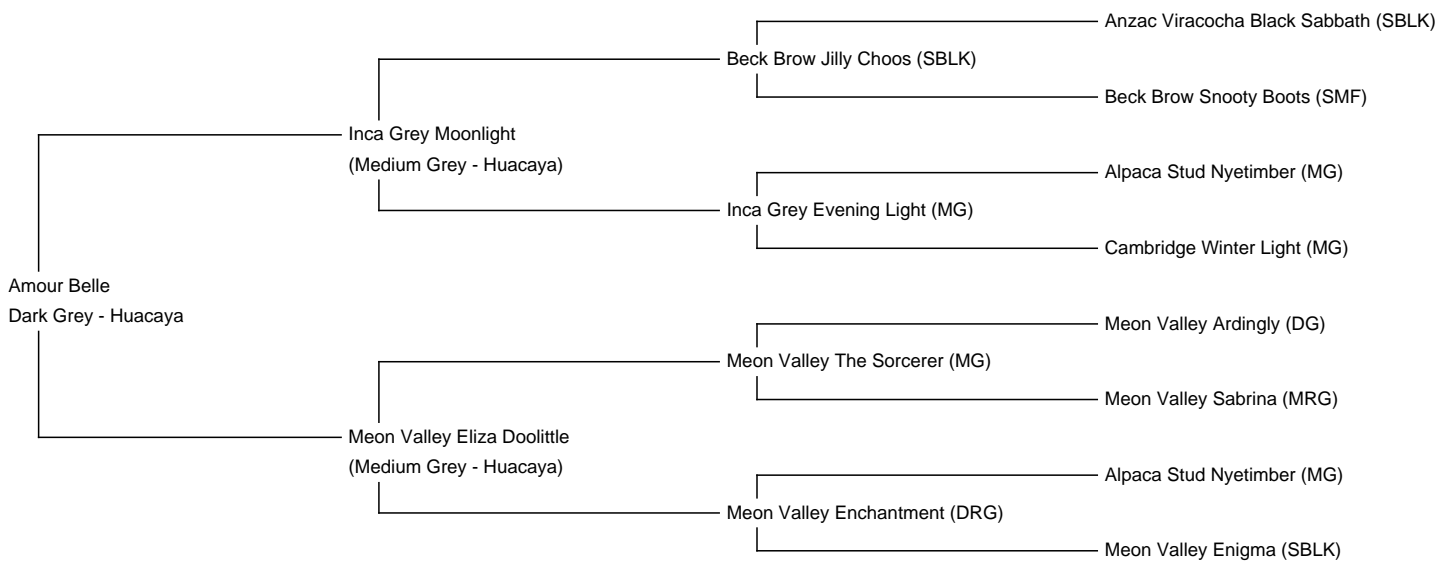 Anzac Viracocha Black Sabbath (SBLK)
Beck Brow Jilly Choos (SBLK)
Beck Brow Snooty Boots (SMF)
Inca Grey Moonlight
(Medium Grey - Huacaya)
Alpaca Stud Nyetimber (MG)
Inca Grey Evening Light (MG)
Cambridge Winter Light (MG)
Amour Belle
Dark Grey - Huacaya
Meon Valley Ardingly (DG)
Meon Valley The Sorcerer (MG)
Meon Valley Sabrina (MRG)
Meon Valley Eliza Doolittle
(Medium Grey - Huacaya)
Alpaca Stud Nyetimber (MG)
Meon Valley Enchantment (DRG)
Meon Valley Enigma (SBLK)